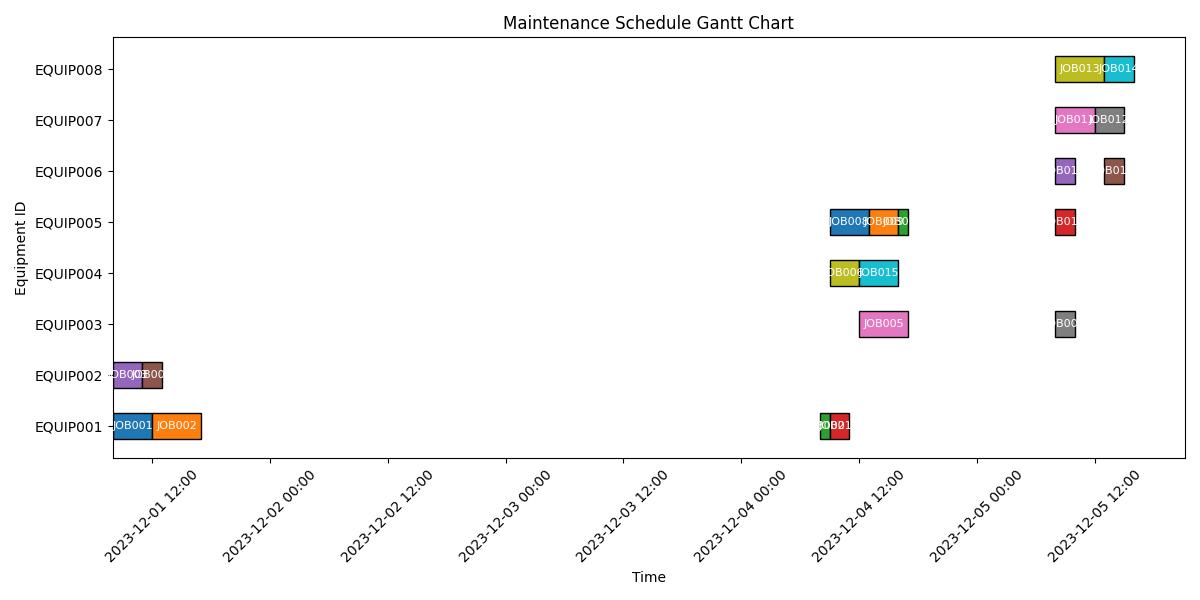 Maintenance Schedule Gantt Chart
EQUIP008
JOB013
JOB014
EQUIP007
JOB011
JOB012
EQUIP006
EQUIP005
JOB008
EQUIP004
JOB006
JOB015
EQUIP003
JOB005
EQUIP002
EQUIP001
JOB001
JOB002
2023-12-01 12:00
2023-12-02 00:00
2023-12-02 12:00
2023-12-03 00:00
2023-12-03 12:00
2023-12-04 00:00
2023-12-04 12:00
2023-12-05 00:00
2023-12-05 12:00
Time
Equipment ID